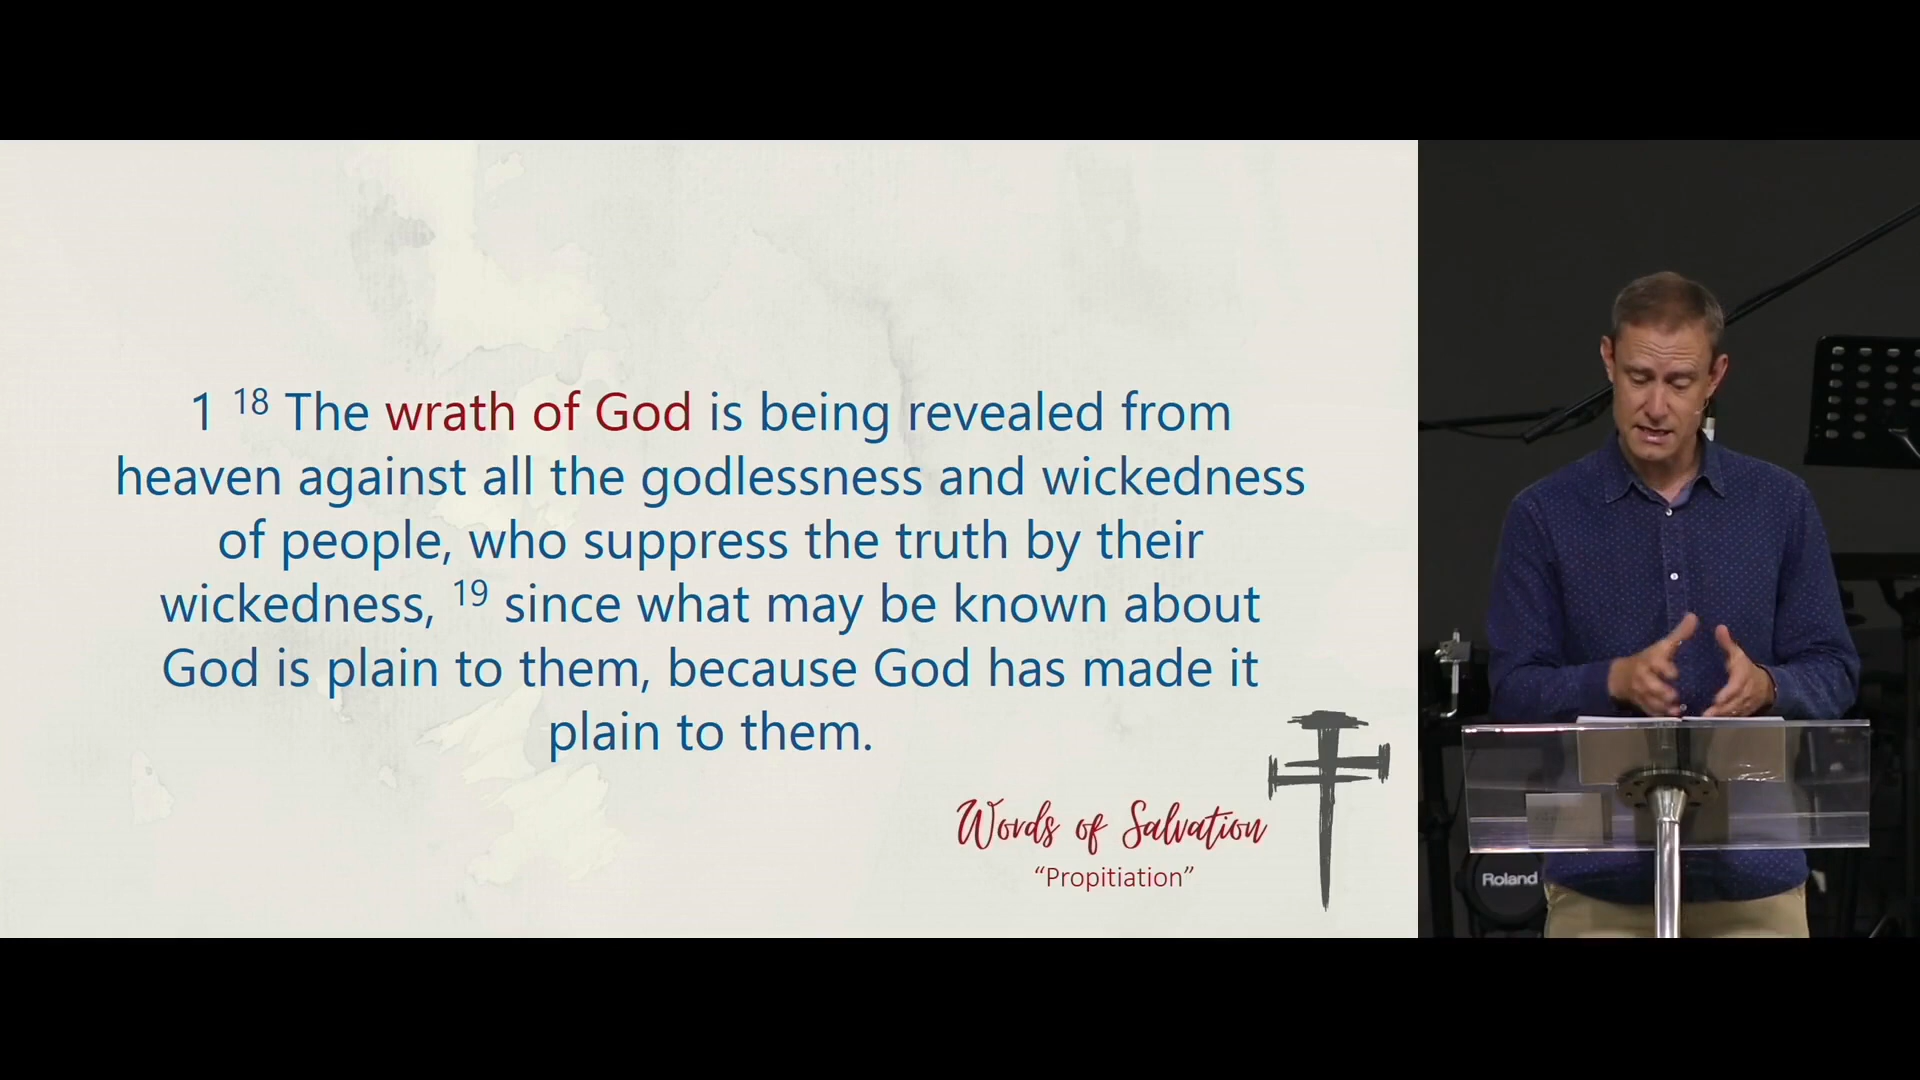 1 18 The wrath of God is being revealed from
heaven against all the godlessness and wickedness
of people, who suppress the truth by their
wickedness, 19 since what may be known about
God is plain to them, because God has made it
plain to them.
Words of Salvation
“Propitiation”
Roland